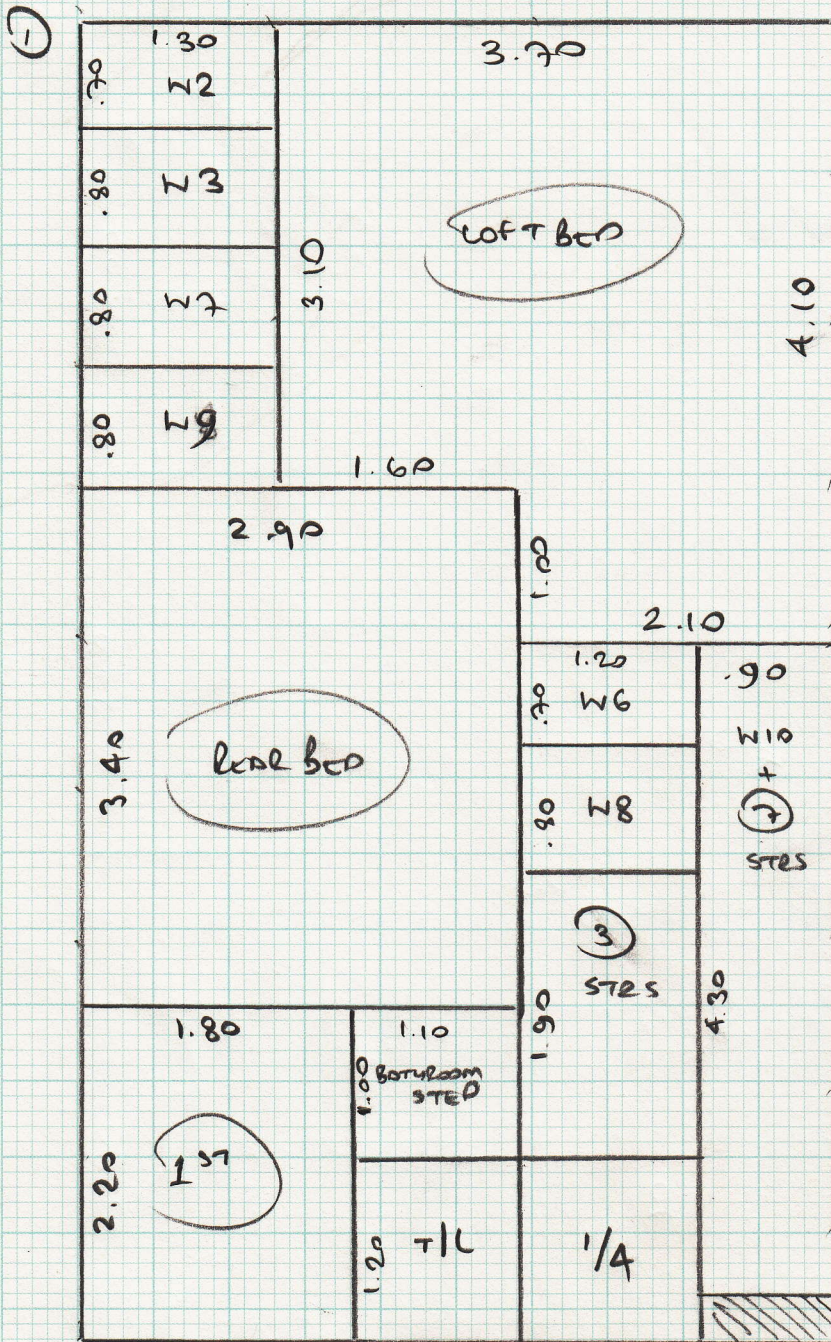 1
1.30
3.70
.70
W2
.80
W3
3.10
LOFT BED
4.10
.80
W7
.80
W9
1.60
2.90
1.00
2.10
1.20
.90
.70
W6
W10
+
7
STRS
3.40
REAR BED
.80
W8
3
STRS
1.90
4.30
1.80
1.10
1.00
BATHROOM
STEP
2.20
1ST
1.20
T/L
1/4